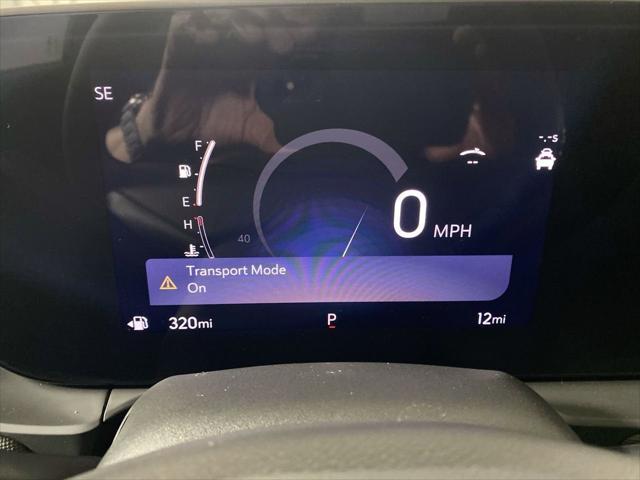 SE
-.-s
F
E
H
--
40
0 MPH
Transport Mode
On
320mi
P
12mi